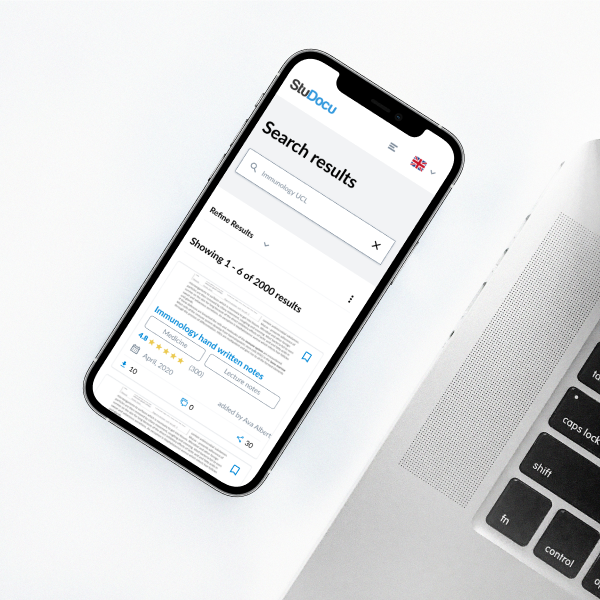 StuDocu
Search results
Immunology UCL
Refine Results
Showing 1 - 6 of 2000 results
Immunology hand written notes
Medicine
Lecture notes
4.8
(300)
April, 2020
10
0
added by Ava Albert
30
caps lock
shift
fn
control